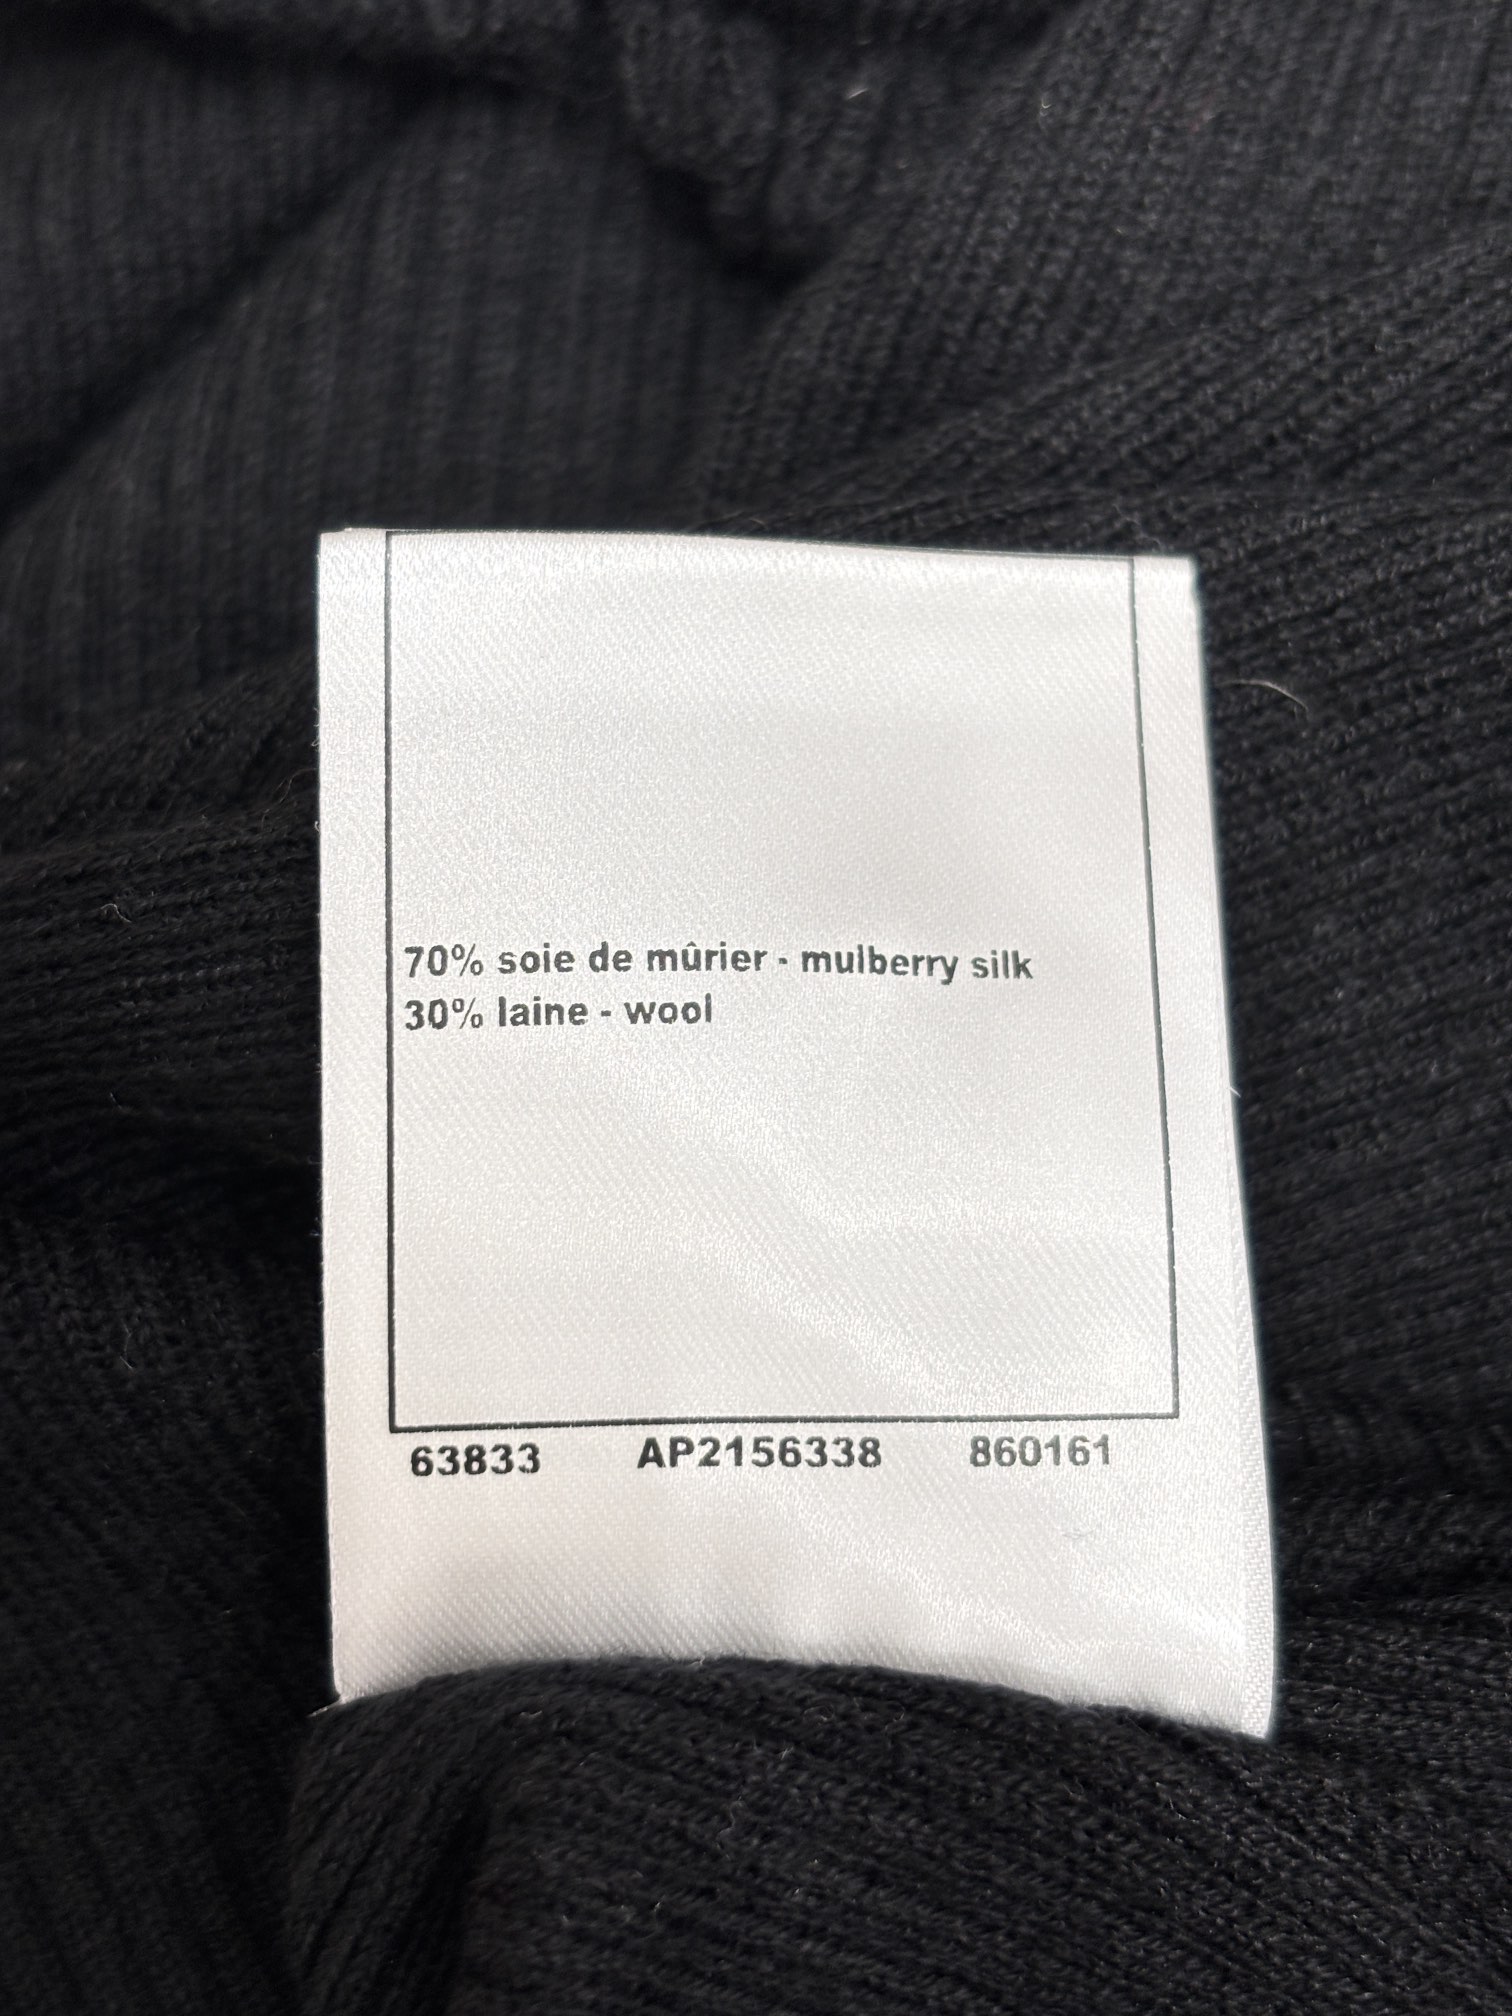 70% soie de mûrier - mulberry silk
30% laine - wool
63833 AP2156338 860161